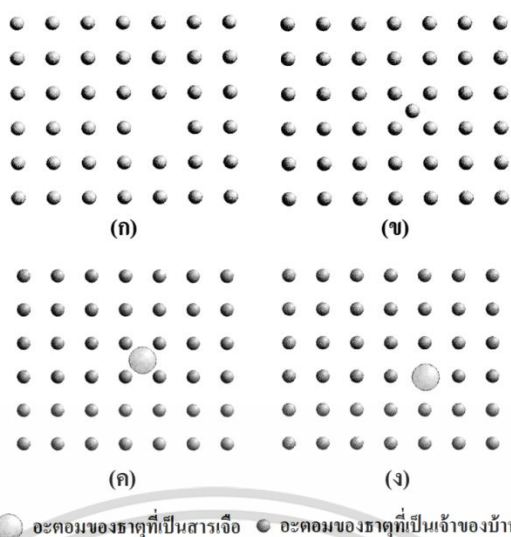 (ก) (ข)
(ค) (ง)
อะตอมของธาตุที่เป็นสารเจือ อะตอมของธาตุที่เป็นเจ้าของบ้าน